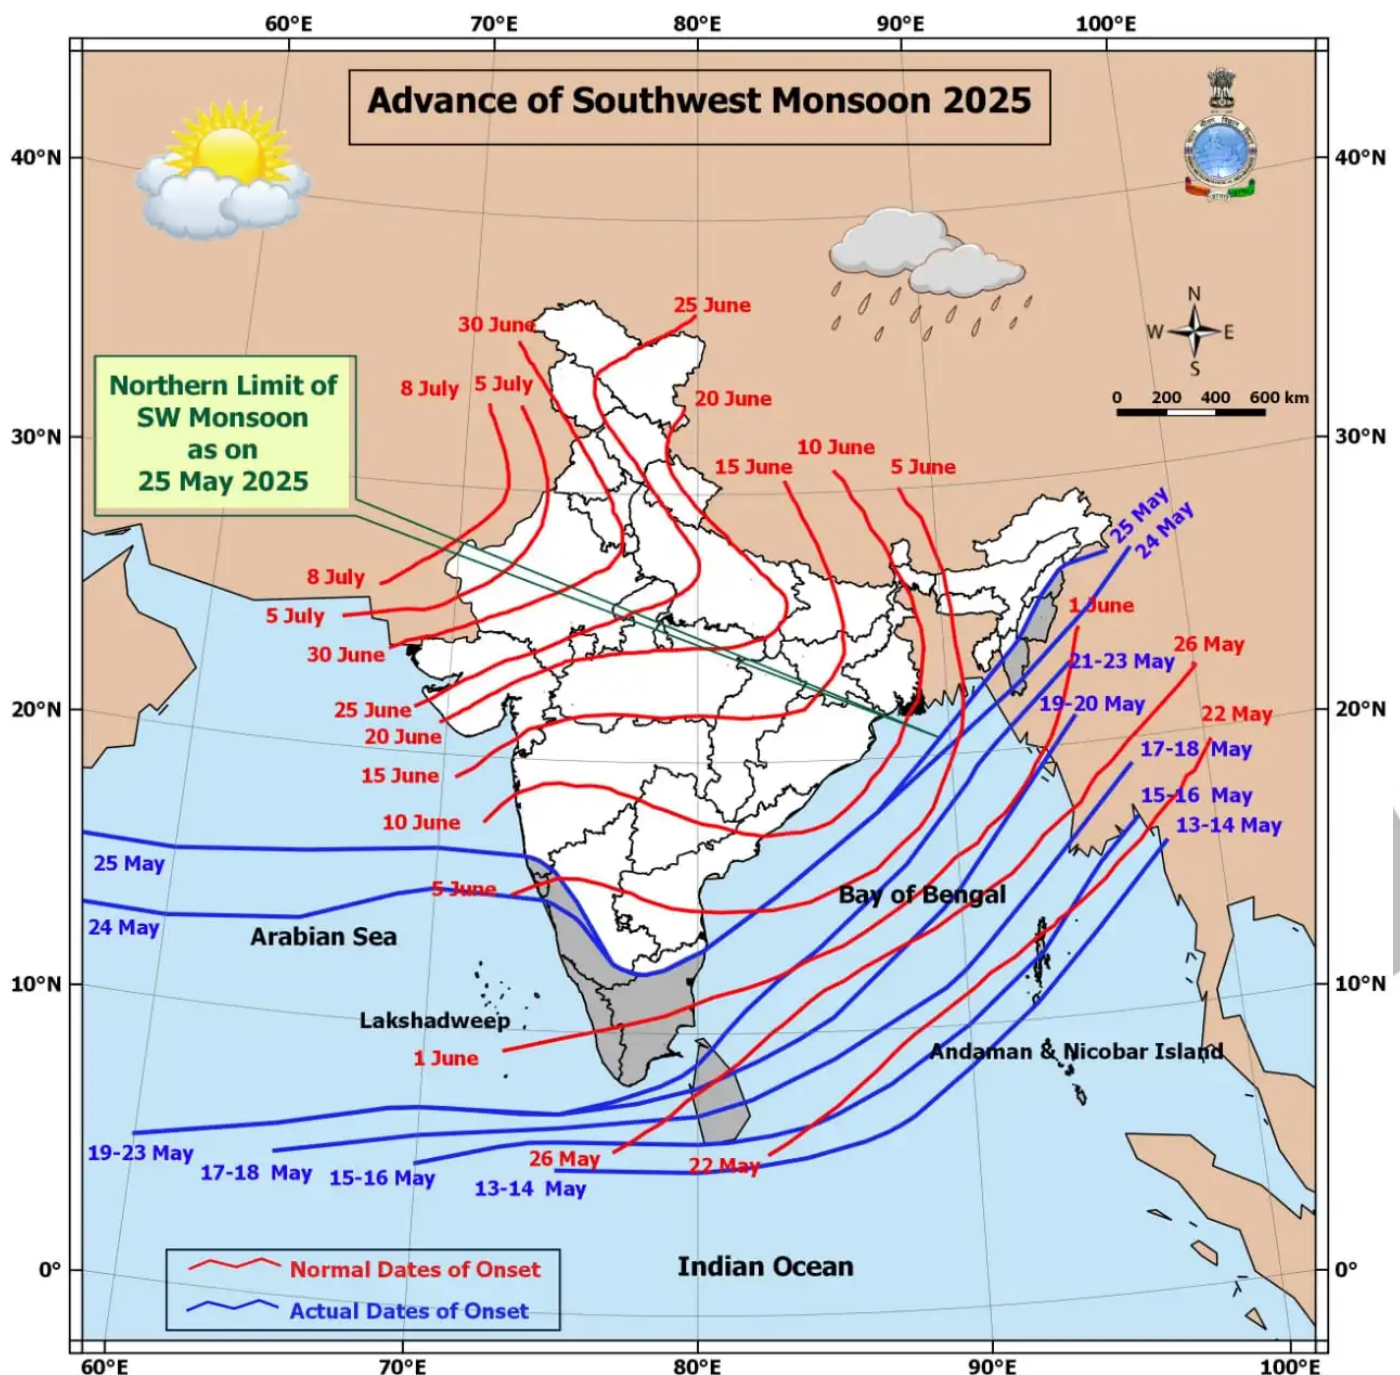 60°E 70°E 80°E 90°E 100°E
Advance of Southwest Monsoon 2025
40°N 40°N
25 June
30 June
N
W E
S
8 July 5 July
20 June
0 200 400 600 km
Northern Limit of
SW Monsoon
as on
25 May 2025
30°N 30°N
10 June
15 June 5 June
25 May
24 May
8 July
5 July
1 June
26 May
30 June
21-23 May
19-20 May
20°N 20°N
25 June
22 May
20 June
17-18 May
15 June
15-16 May
10 June
13-14 May
25 May
5 June
Bay of Bengal
24 May
Arabian Sea
10°N 10°N
Lakshadweep
1 June
Andaman & Nicobar Island
19-23 May
17-18 May
15-16 May
26 May
22 May
13-14 May
0° 0°
Indian Ocean
Normal Dates of Onset
Actual Dates of Onset
60°E 70°E 80°E 90°E 100°E